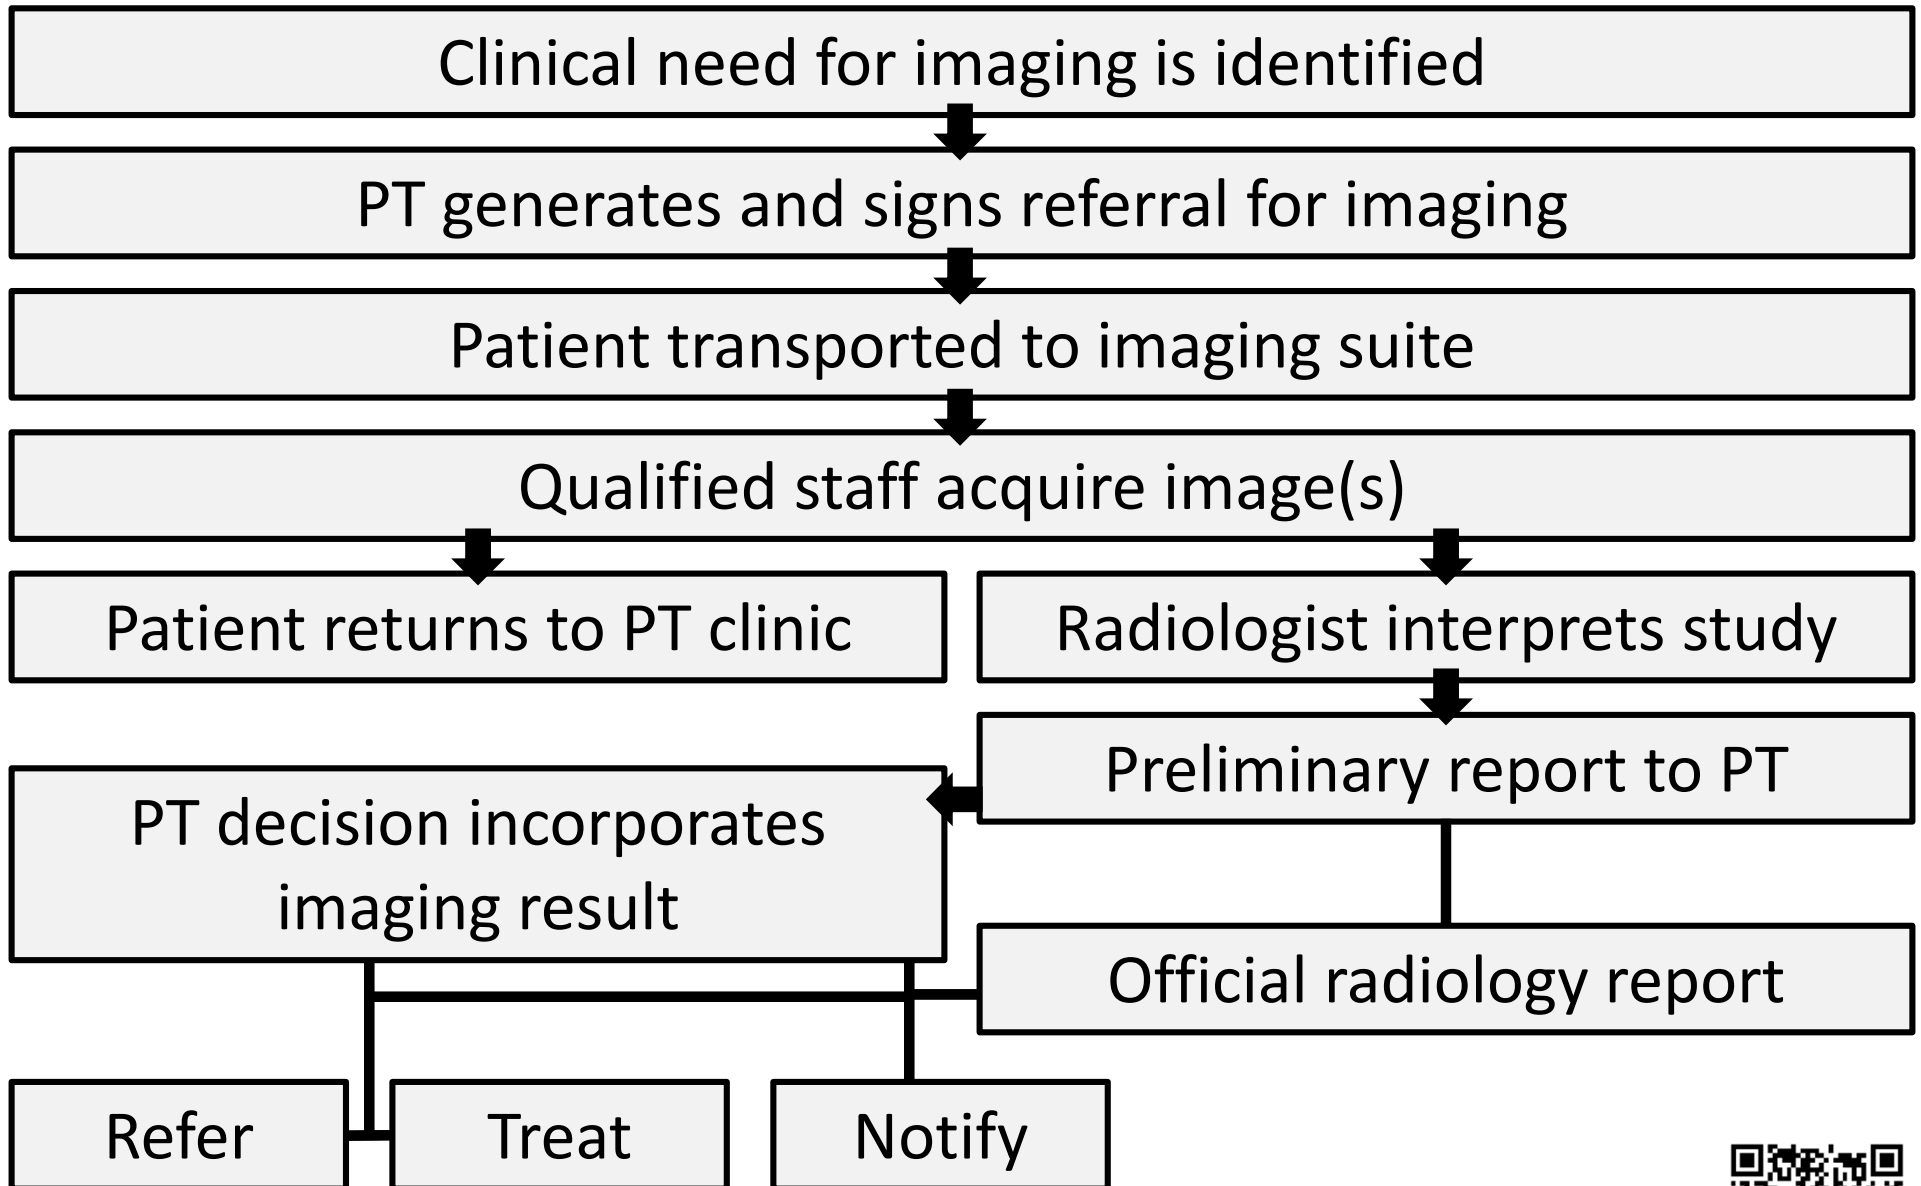 Clinical need for imaging is identified
PT generates and signs referral for imaging
Patient transported to imaging suite
Qualified staff acquire image(s)
Patient returns to PT clinic
Radiologist interprets study
Preliminary report to PT
PT decision incorporates
imaging result
Official radiology report
Refer
Treat
Notify